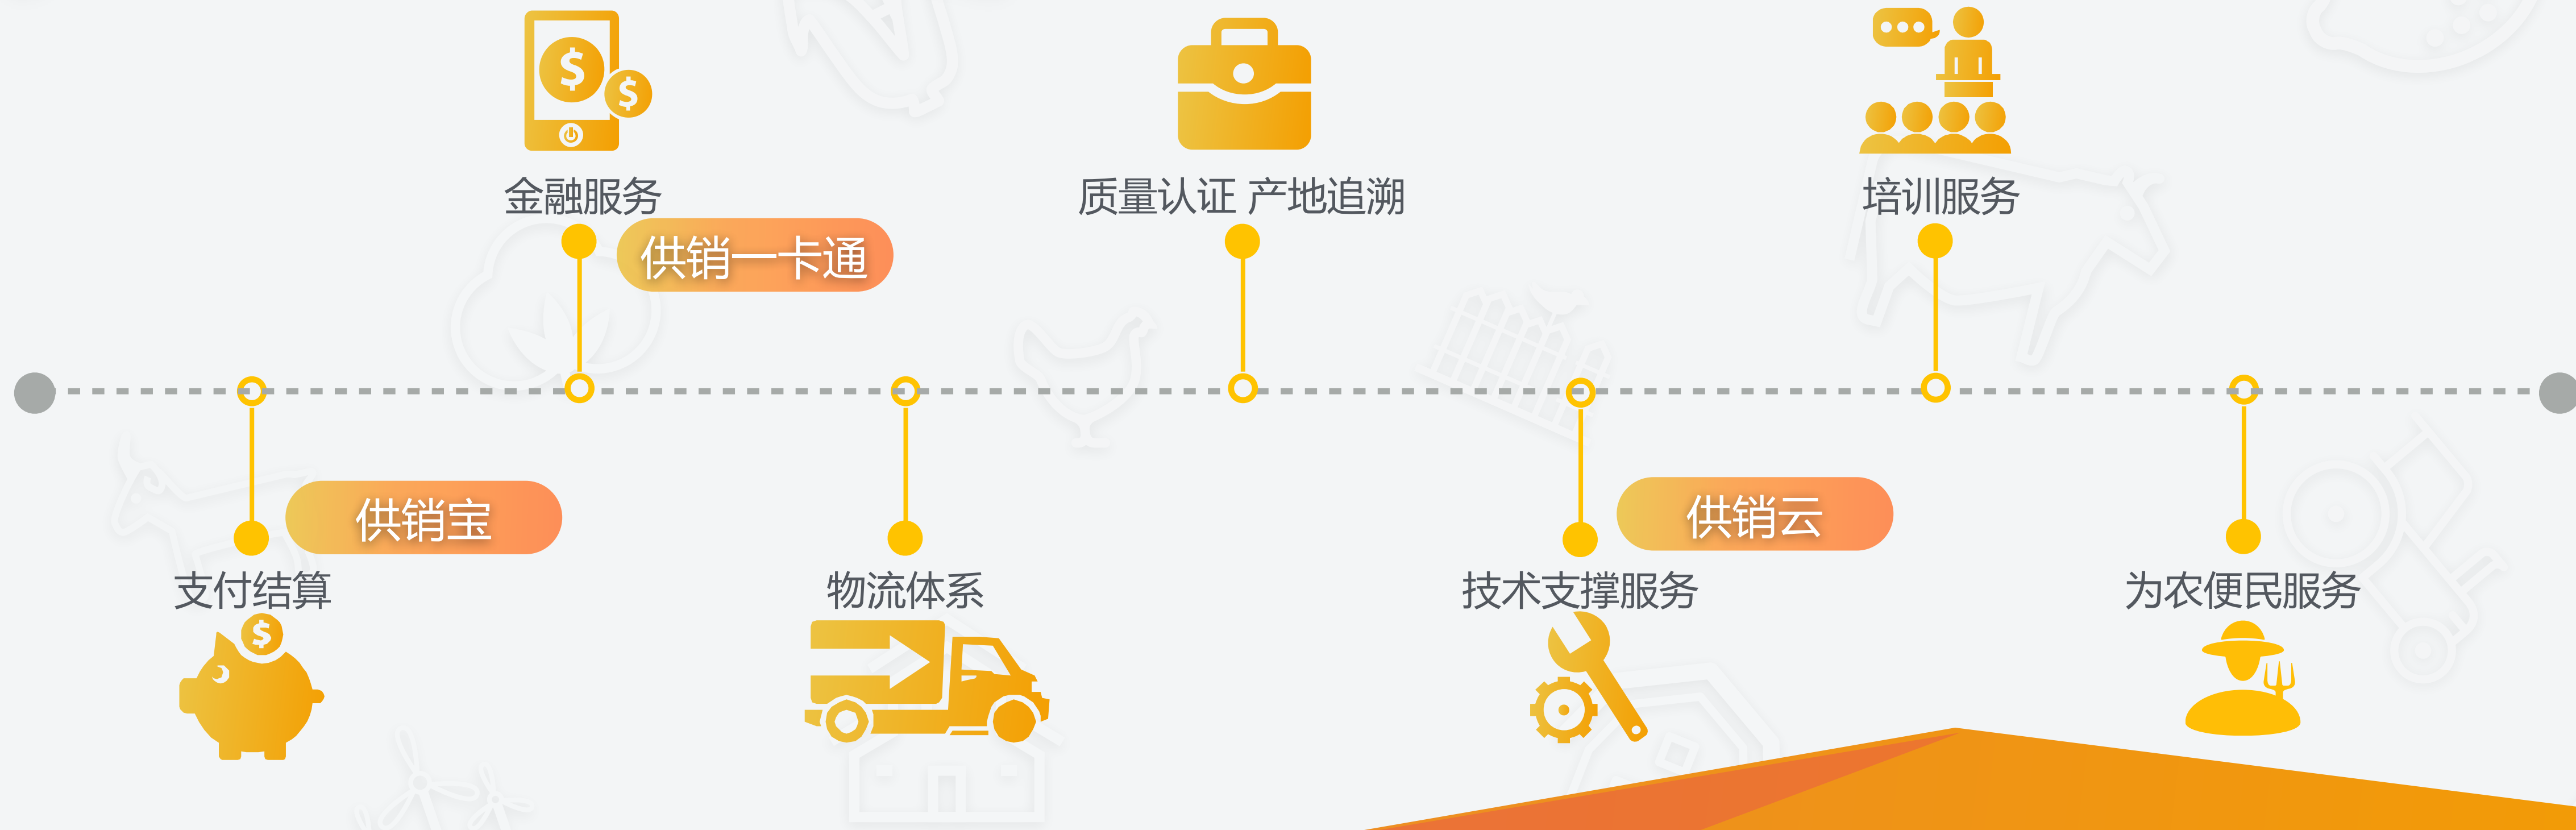 金融服务
质量认证 产地追溯
培训服务
供销一卡通
供销宝
供销云
支付结算
物流体系
技术支撑服务
为农便民服务